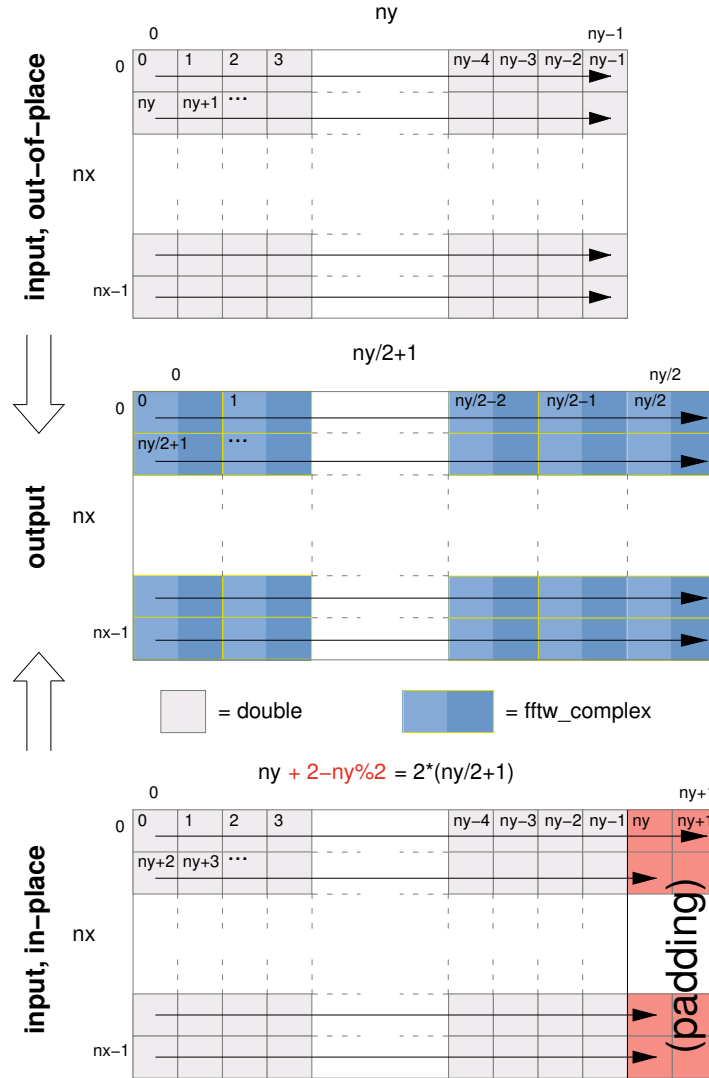 ny
0 ny−1
0
0 1 2 3 ny−4 ny−3 ny−2 ny−1
ny ny+1 ...
nx
nx−1
input, out−of−place
ny/2+1
0 ny/2
0
0 1 ny/2−2 ny/2−1 ny/2
ny/2+1 ...
nx
nx−1
output
= double = fftw_complex
ny + 2−ny%2 = 2*(ny/2+1)
0 ny+1
0
0 1 2 3 ny−4 ny−3 ny−2 ny−1 ny ny+1
ny+2 ny+3 ...
nx
nx−1
input, in−place
(padding)